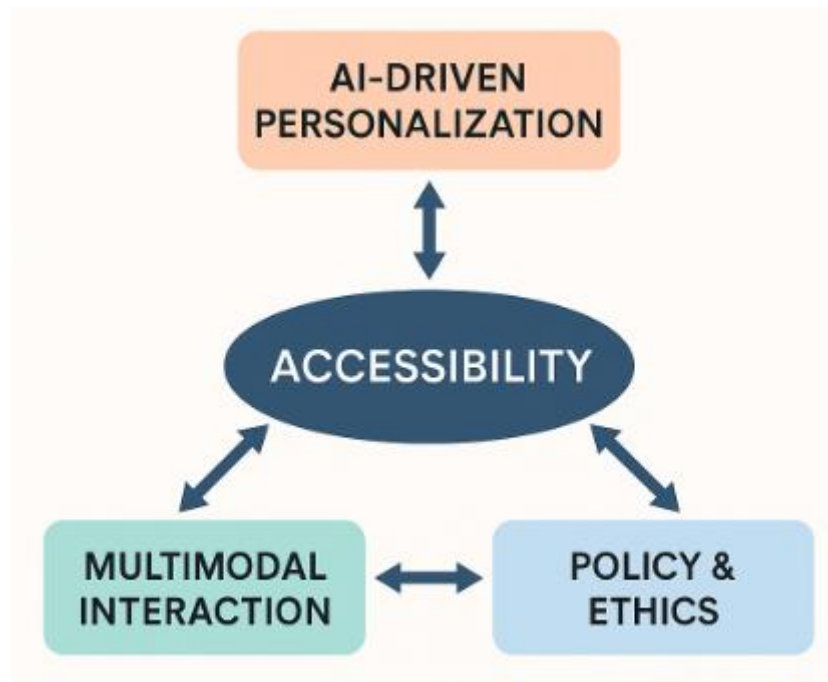 AI-DRIVEN
PERSONALIZATION
ACCESSIBILITY
MULTIMODAL
INTERACTION
POLICY &
ETHICS